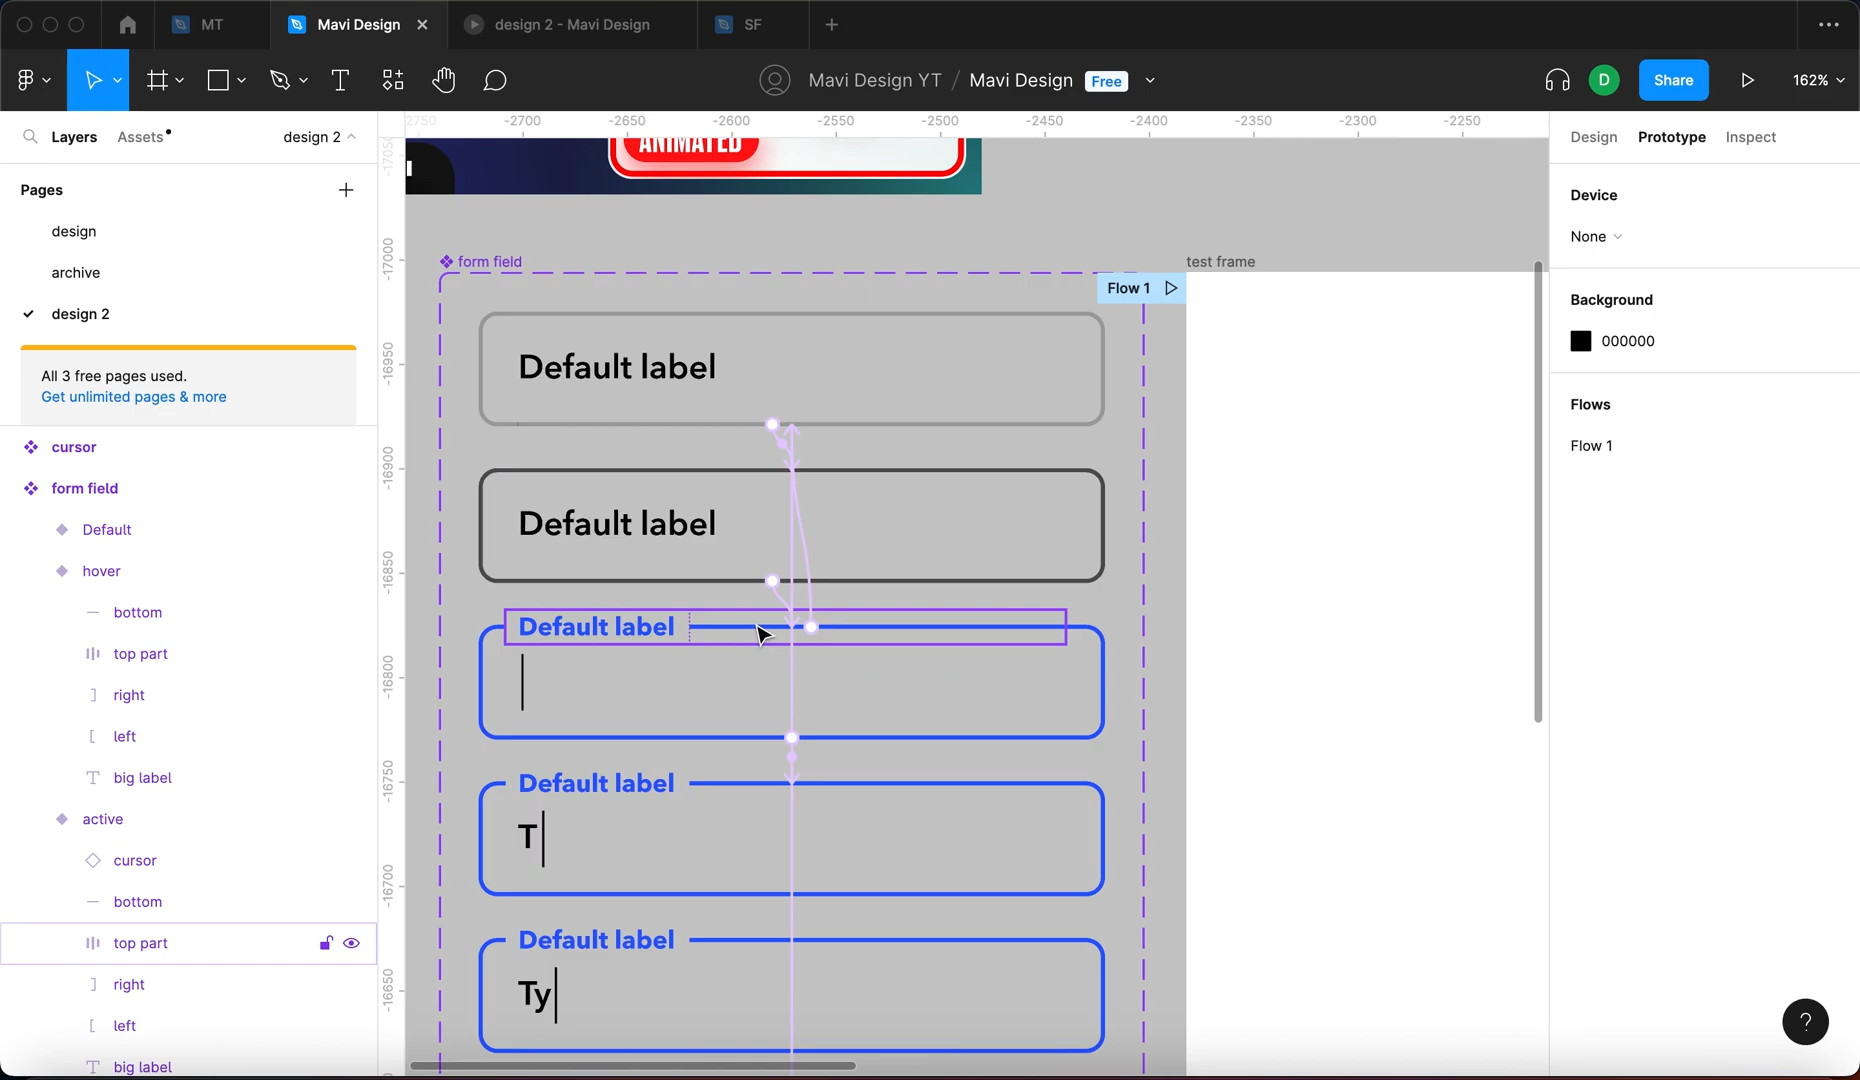 MT
Mavi Design
design 2 - Mavi Design
SF
Mavi Design YT / Mavi Design Free
D
Share
162%
Layers
Assets
design 2
Pages
design
archive
design 2
All 3 free pages used.
Get unlimited pages & more
cursor
form field
Default
hover
bottom
top part
right
left
big label
active
cursor
bottom
top part
right
left
big label
-2700
-2650
-2600
-2550
-2500
-2450
-2400
-2350
-2300
-2250
-17000
-16950
-16900
-16850
-16800
-16750
-16700
-16650
ANIMATED
form field
test frame
Flow 1
Default label
Default label
Default label
Default label
T
Default label
Ty
Design
Prototype
Inspect
Device
None
Background
000000
Flows
Flow 1
?